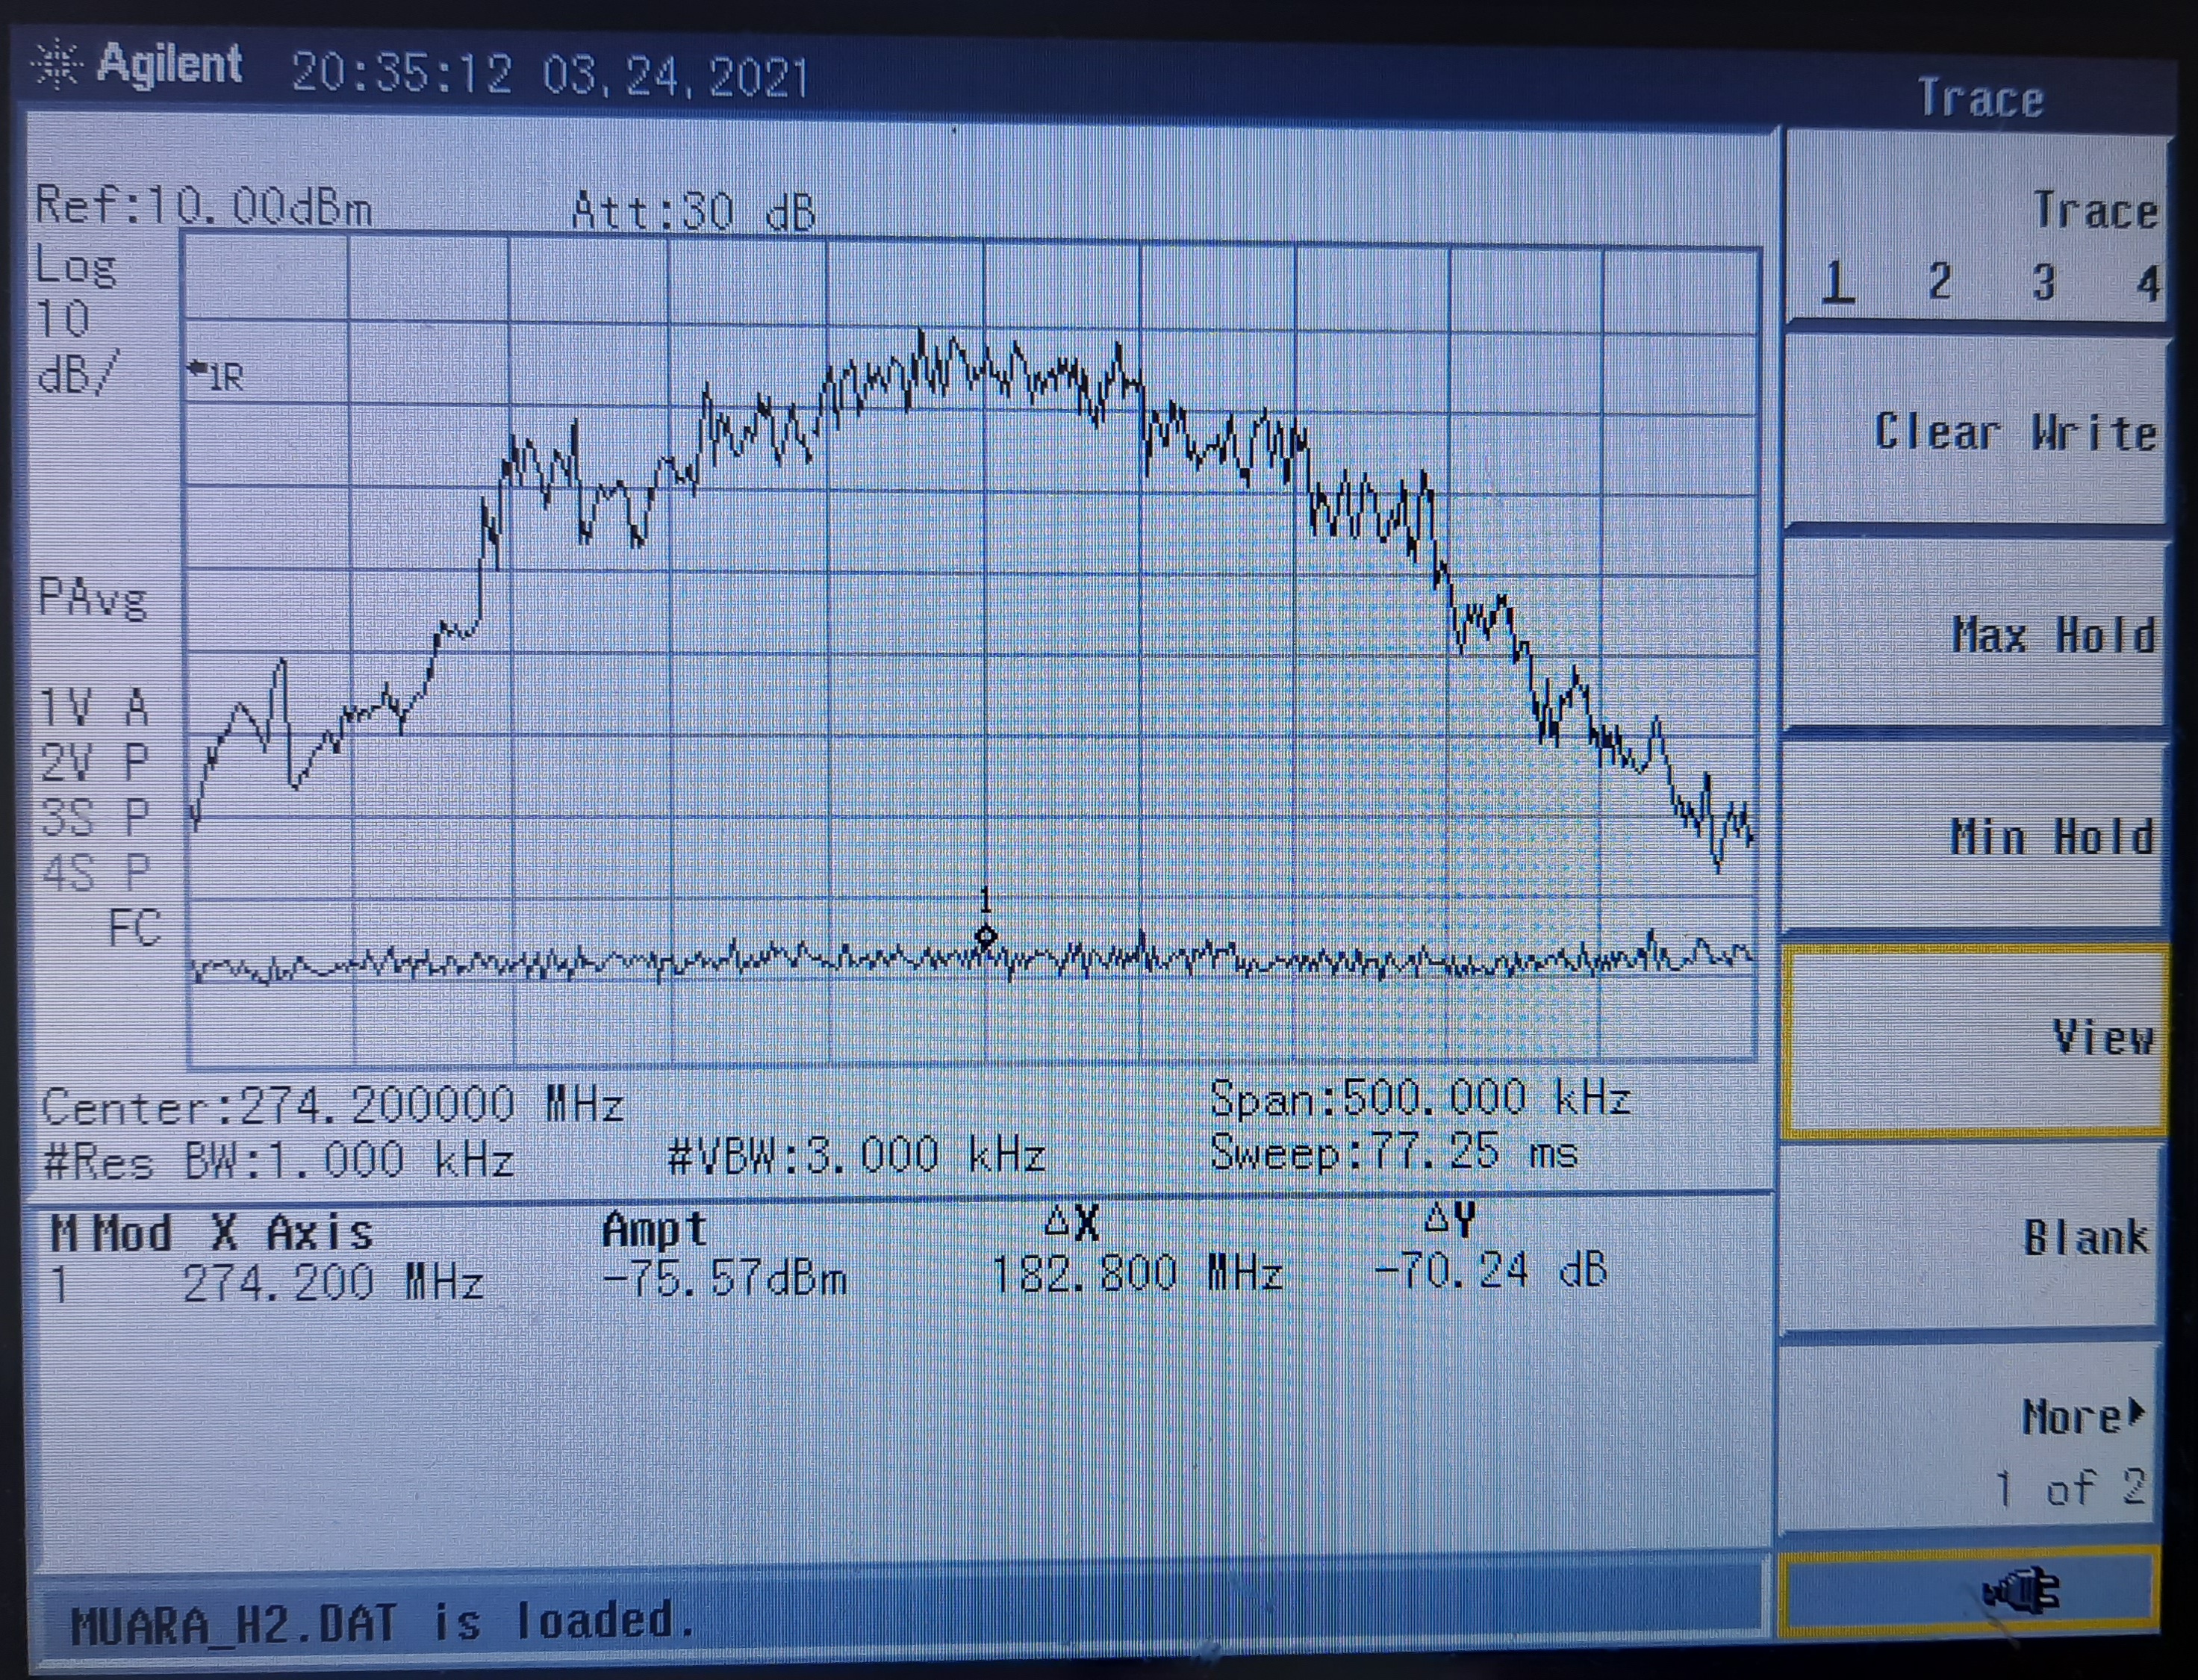 Agilent 20:35:12 03,24,2021
Trace
Ref:10.00dBm Att:30 dB
Log
10
dB/
1R
PAvg
1V A
2V P
3S P
4S P
FC
1
Center:274.200000 MHz Span:500.000 kHz
#Res BW:1.000 kHz #VBW:3.000 kHz Sweep:77.25 ms
M Mod X Axis Ampt ΔX ΔY
1 274.200 MHz -75.57dBm 182.800 MHz -70.24 dB
MUARA_H2.DAT is loaded.
Trace
1 2 3 4
Clear Write
Max Hold
Min Hold
View
Blank
More
1 of 2